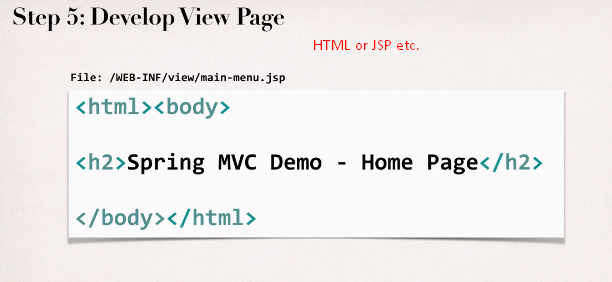 Step 5: Develop View Page
HTML or JSP etc.
File: /WEB-INF/view/main-menu.jsp
<html><body>
<h2>Spring MVC Demo - Home Page</h2>
</body></html>